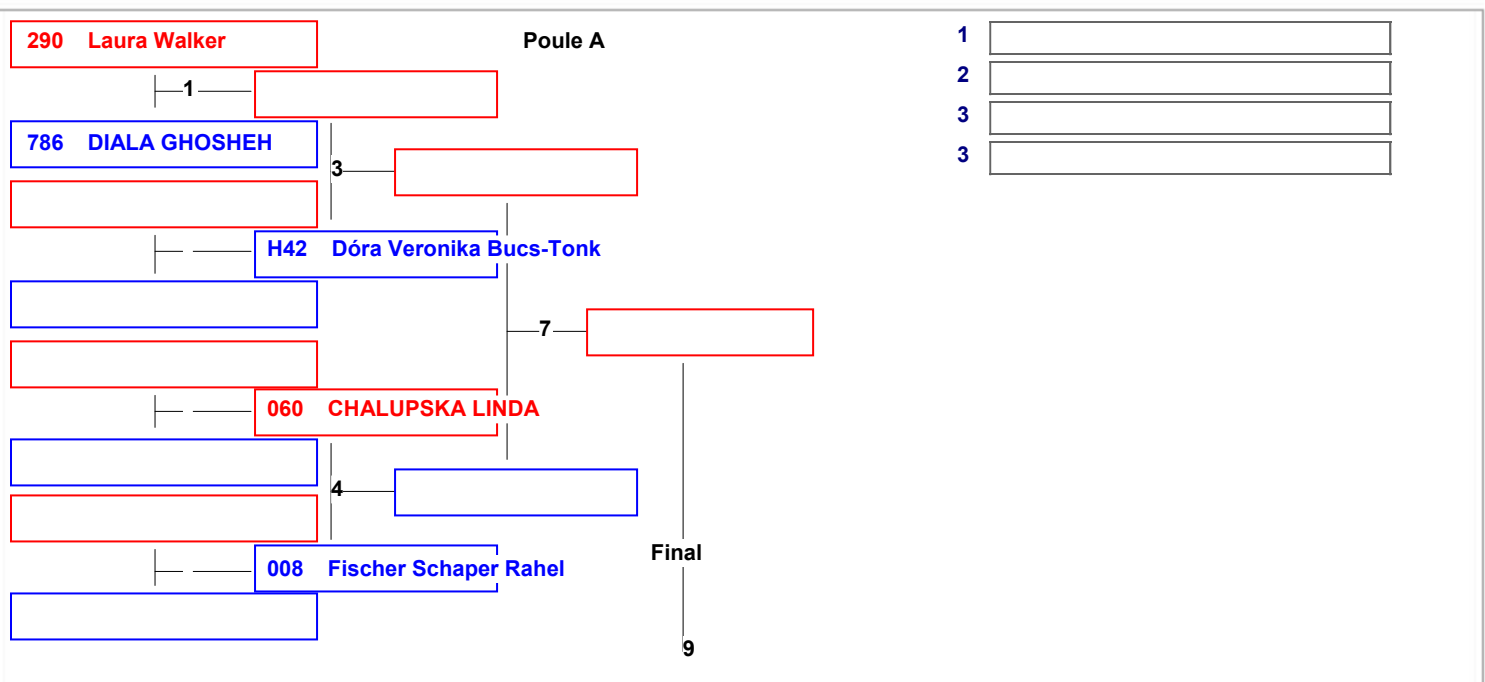 290 Laura Walker
Poule A
1
1
2
786 DIALA GHOSHEH
3
3
3
H42 Dóra Veronika Bucs-Tonk
7
060 CHALUPSKA LINDA
4
Final
008 Fischer Schaper Rahel
9